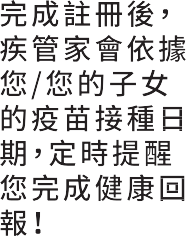 完成註冊後，
疾管家會依據
您/您的子女
的疫苗接種日
期，定時提醒
您完成健康回
報！